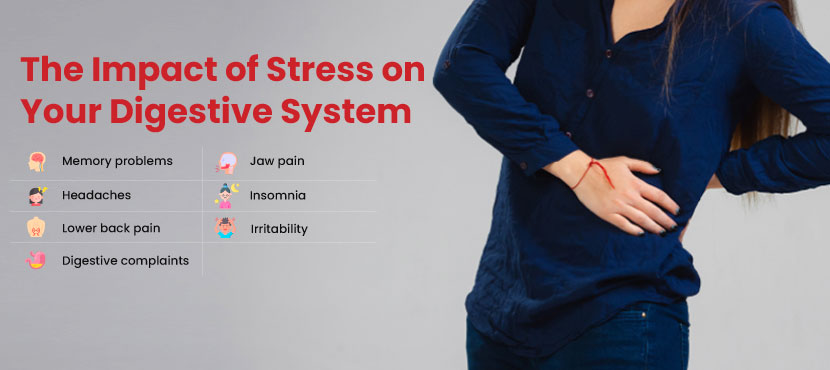 The Impact of Stress on
Your Digestive System
Memory problems
Jaw pain
Headaches
Insomnia
Lower back pain
Irritability
Digestive complaints